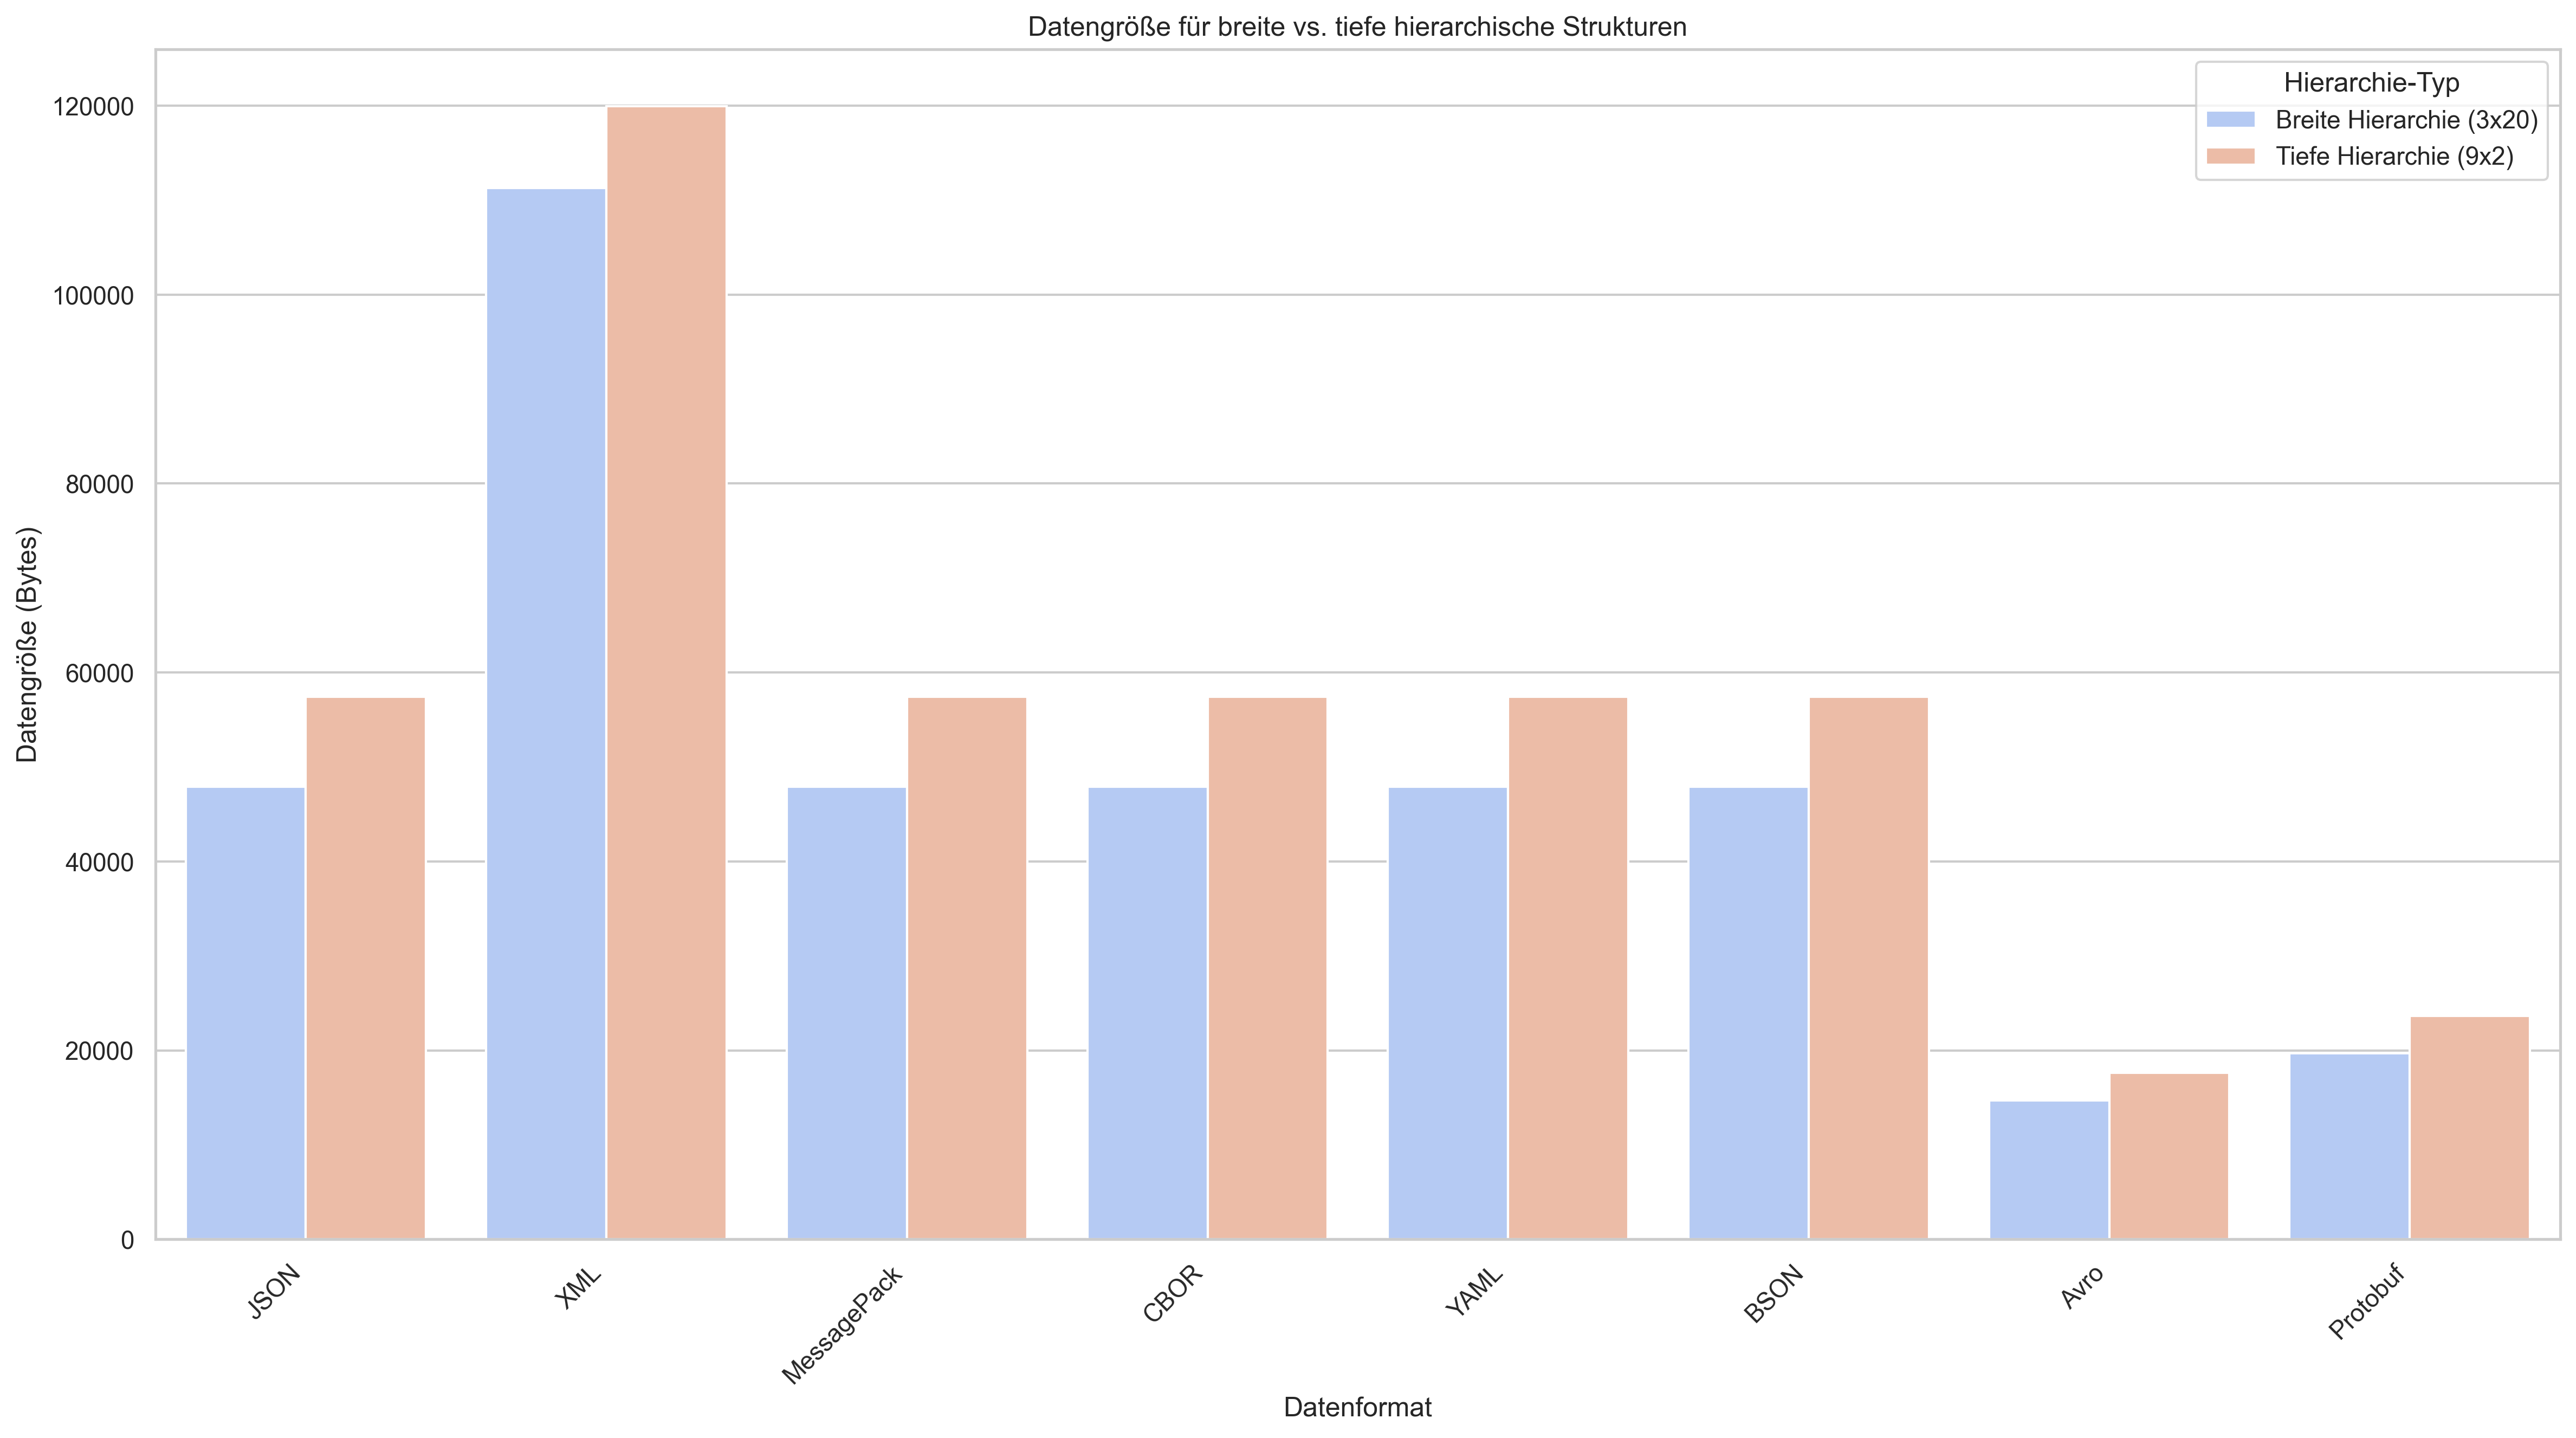 Datengröße für breite vs. tiefe hierarchische Strukturen
Hierarchie-Typ
Breite Hierarchie (3x20)
Tiefe Hierarchie (9x2)
Datengröße (Bytes)
120000
100000
80000
60000
40000
20000
0
JSON
XML
MessagePack
CBOR
YAML
BSON
Avro
Protobuf
Datenformat